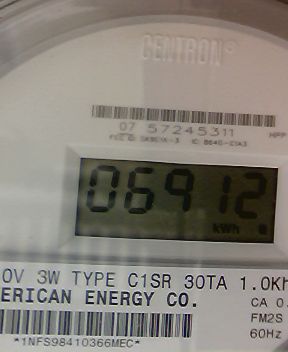 CENTRON®
07 57245311
06912
kWh
0V 3W TYPE C1SR 30TA 1.0Kh
ERICAN ENERGY CO.
CA 0.
FM2S
60Hz
*1NFS98410366MEC*